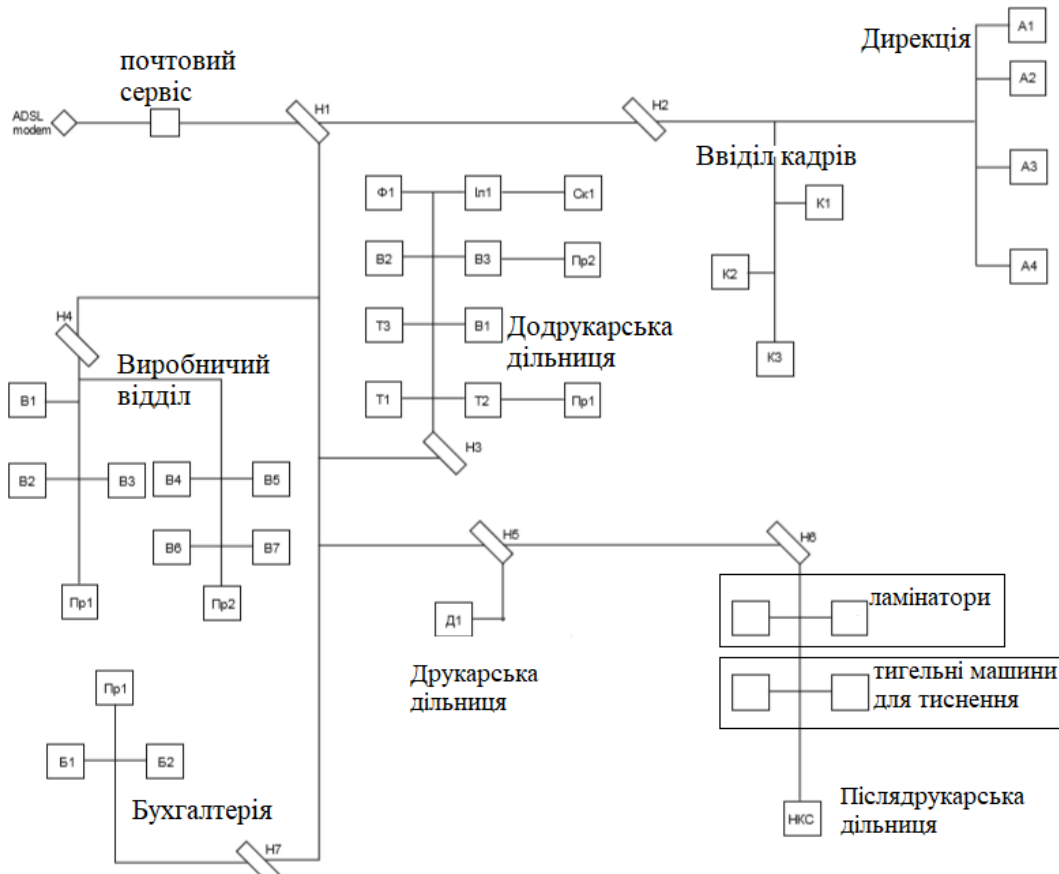 Дирекція
A1
A2
A3
A4
почтовий
сервіс
ADSL
modem
H1
H2
Ввіділ кадрів
К1
К2
К3
Ф1
Іп1
Ск1
В2
В3
Пр2
Т3
В1
Додрукарська
дільниця
Т1
Т2
Пр1
H3
H4
Виробничий
відділ
В1
В2
В3
В4
В5
В6
В7
Пр1
Пр2
H5
H6
Д1
Друкарська
дільниця
ламінатори
тигельні машини
для тиснення
НКС
Післядрукарська
дільниця
Пр1
Б1
Б2
Бухгалтерія
H7